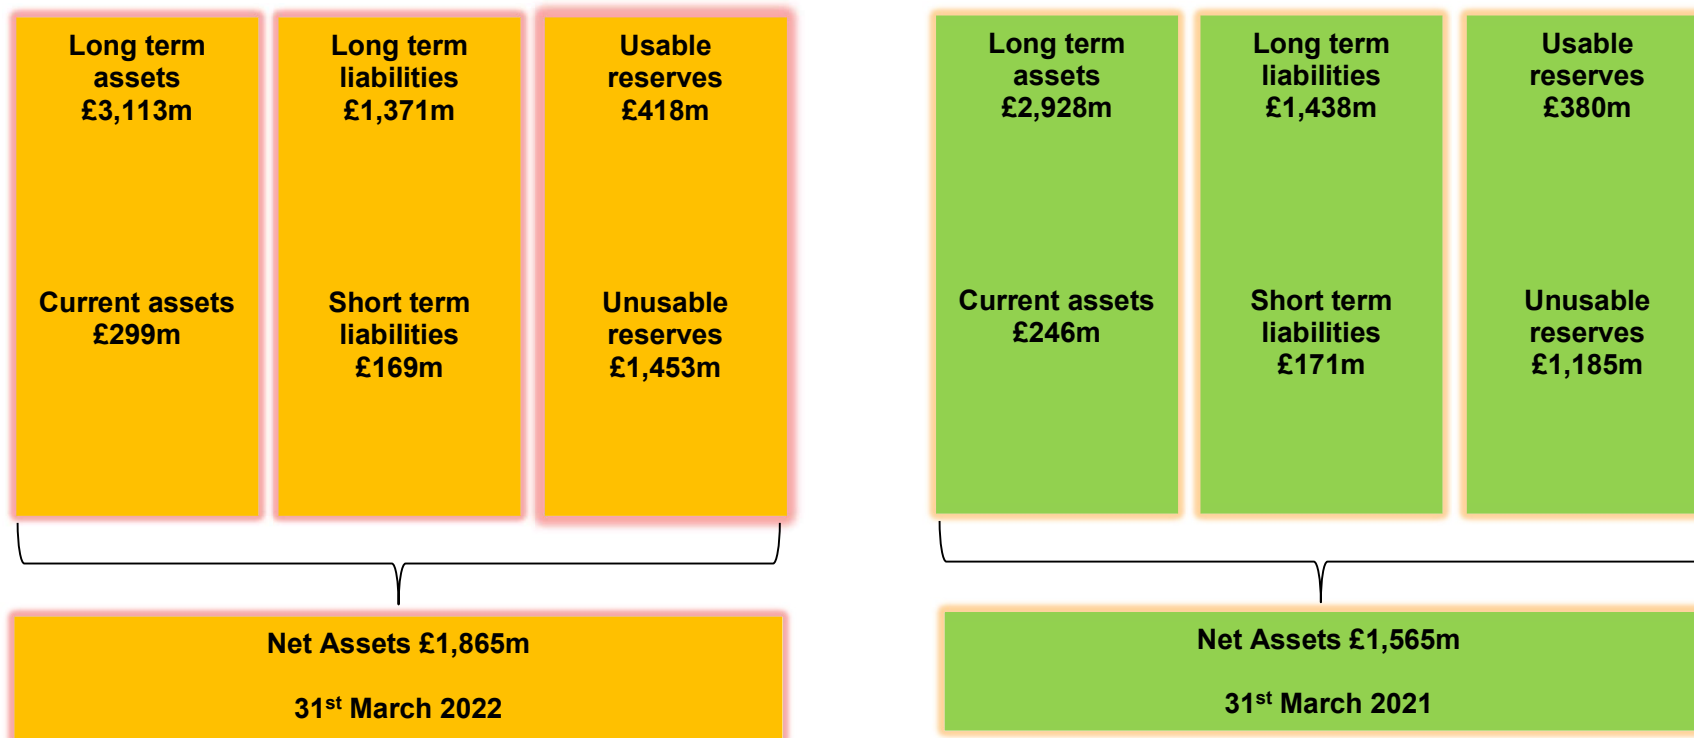 Long term
assets
£3,113m
Current assets
£299m
Long term
liabilities
£1,371m
Short term
liabilities
£169m
Usable
reserves
£418m
Unusable
reserves
£1,453m
Net Assets £1,865m
31st March 2022
Long term
assets
£2,928m
Current assets
£246m
Long term
liabilities
£1,438m
Short term
liabilities
£171m
Usable
reserves
£380m
Unusable
reserves
£1,185m
Net Assets £1,565m
31st March 2021